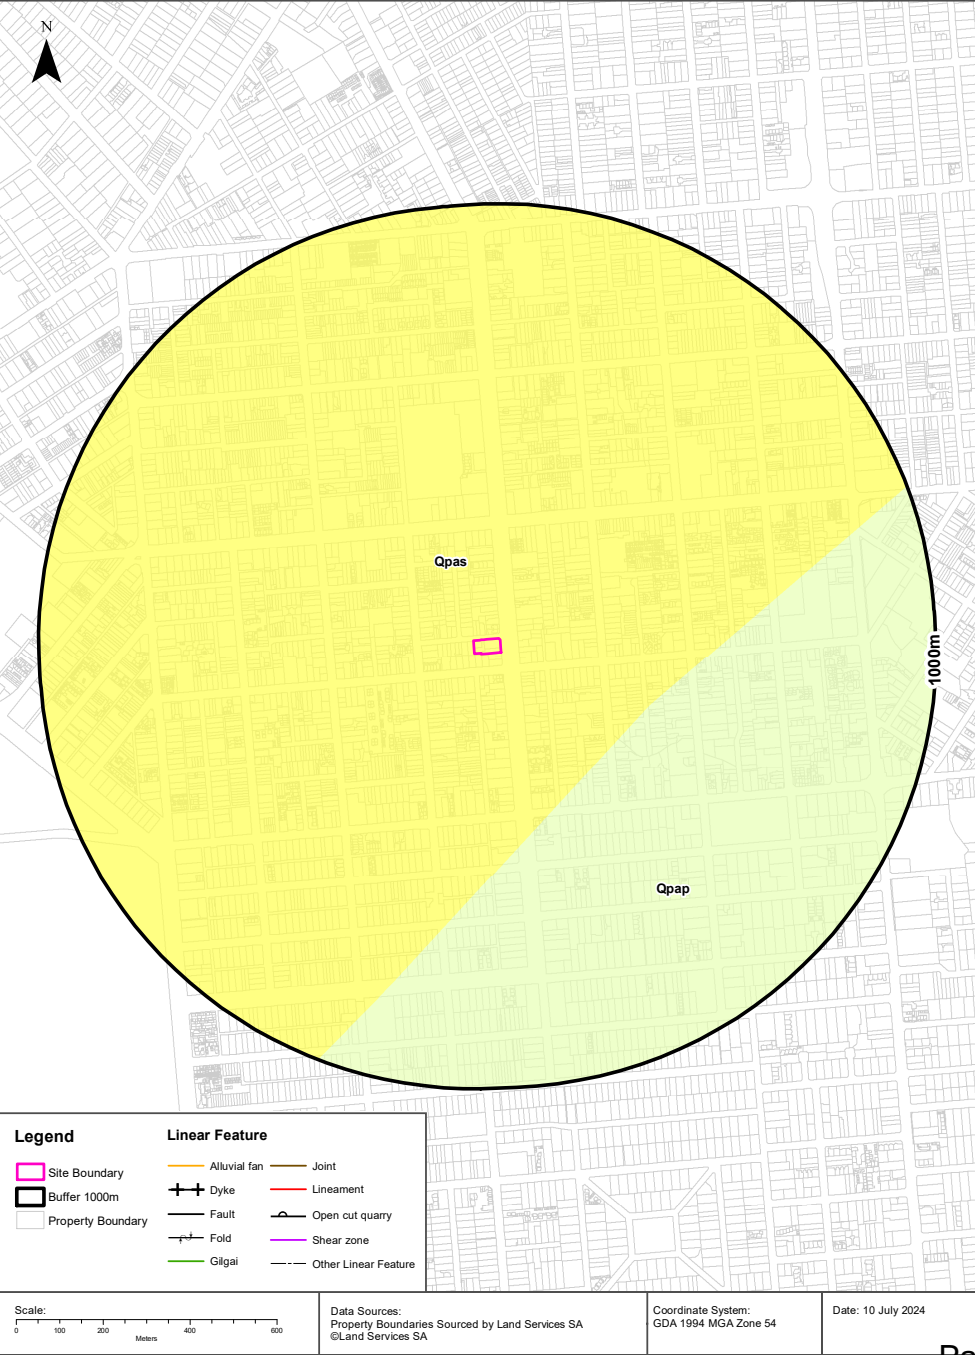 N
Qpas
1000m
Qpap
Legend
Site Boundary
Buffer 1000m
Property Boundary
Linear Feature
Alluvial fan
Dyke
Fault
Fold
Gilgai
Joint
Lineament
Open cut quarry
Shear zone
Other Linear Feature
Scale:
0 100 200 400 600
Meters
Data Sources:
Property Boundaries Sourced by Land Services SA
©Land Services SA
Coordinate System:
GDA 1994 MGA Zone 54
Date: 10 July 2024